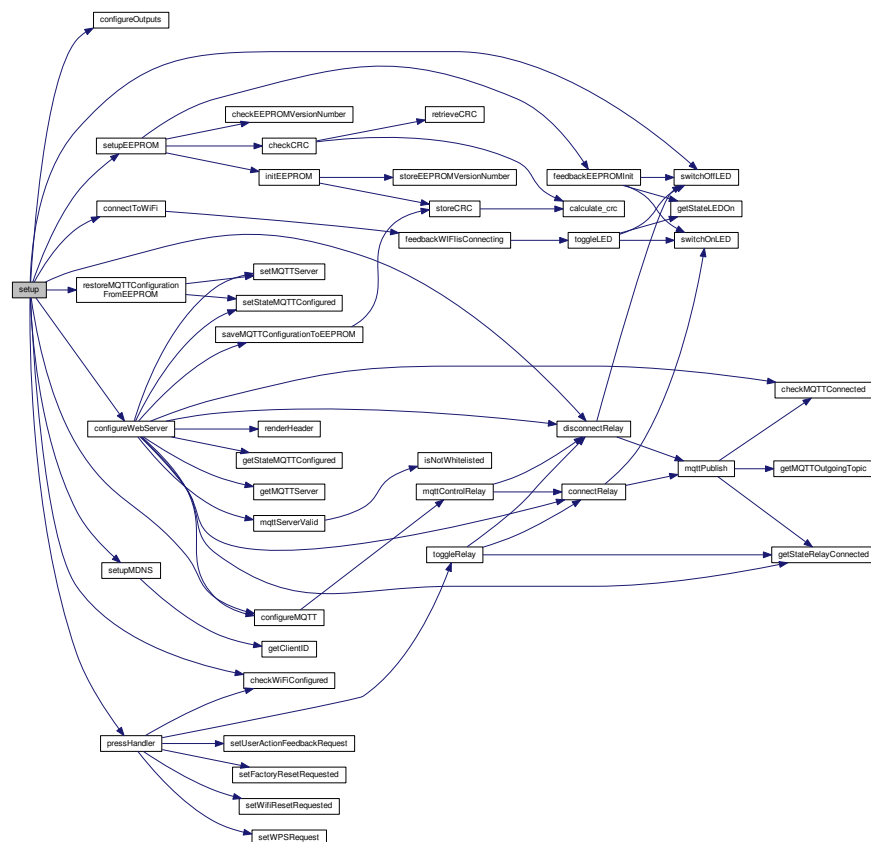 configureOutputs
checkEEPROMVersionNumber
retrieveCRC
setupEEPROM
checkCRC
initEEPROM
storeEEPROMVersionNumber
feedbackEEPROMInit
switchOffLED
connectToWiFi
storeCRC
calculate_crc
getStateLEDOn
feedbackWIFIisConnecting
toggleLED
switchOnLED
setup
restoreMQTTConfiguration
FromEEPROM
setMQTTServer
setStateMQTTConfigured
saveMQTTConfigurationToEEPROM
checkMQTTConnected
configureWebServer
renderHeader
disconnectRelay
getStateMQTTConfigured
isNotWhitelisted
mqttPublish
getMQTTOutgoingTopic
getMQTTServer
mqttControlRelay
connectRelay
mqttServerValid
toggleRelay
getStateRelayConnected
setupMDNS
configureMQTT
getClientID
checkWiFiConfigured
pressHandler
setUserActionFeedbackRequest
setFactoryResetRequested
setWifiResetRequested
setWPSRequest